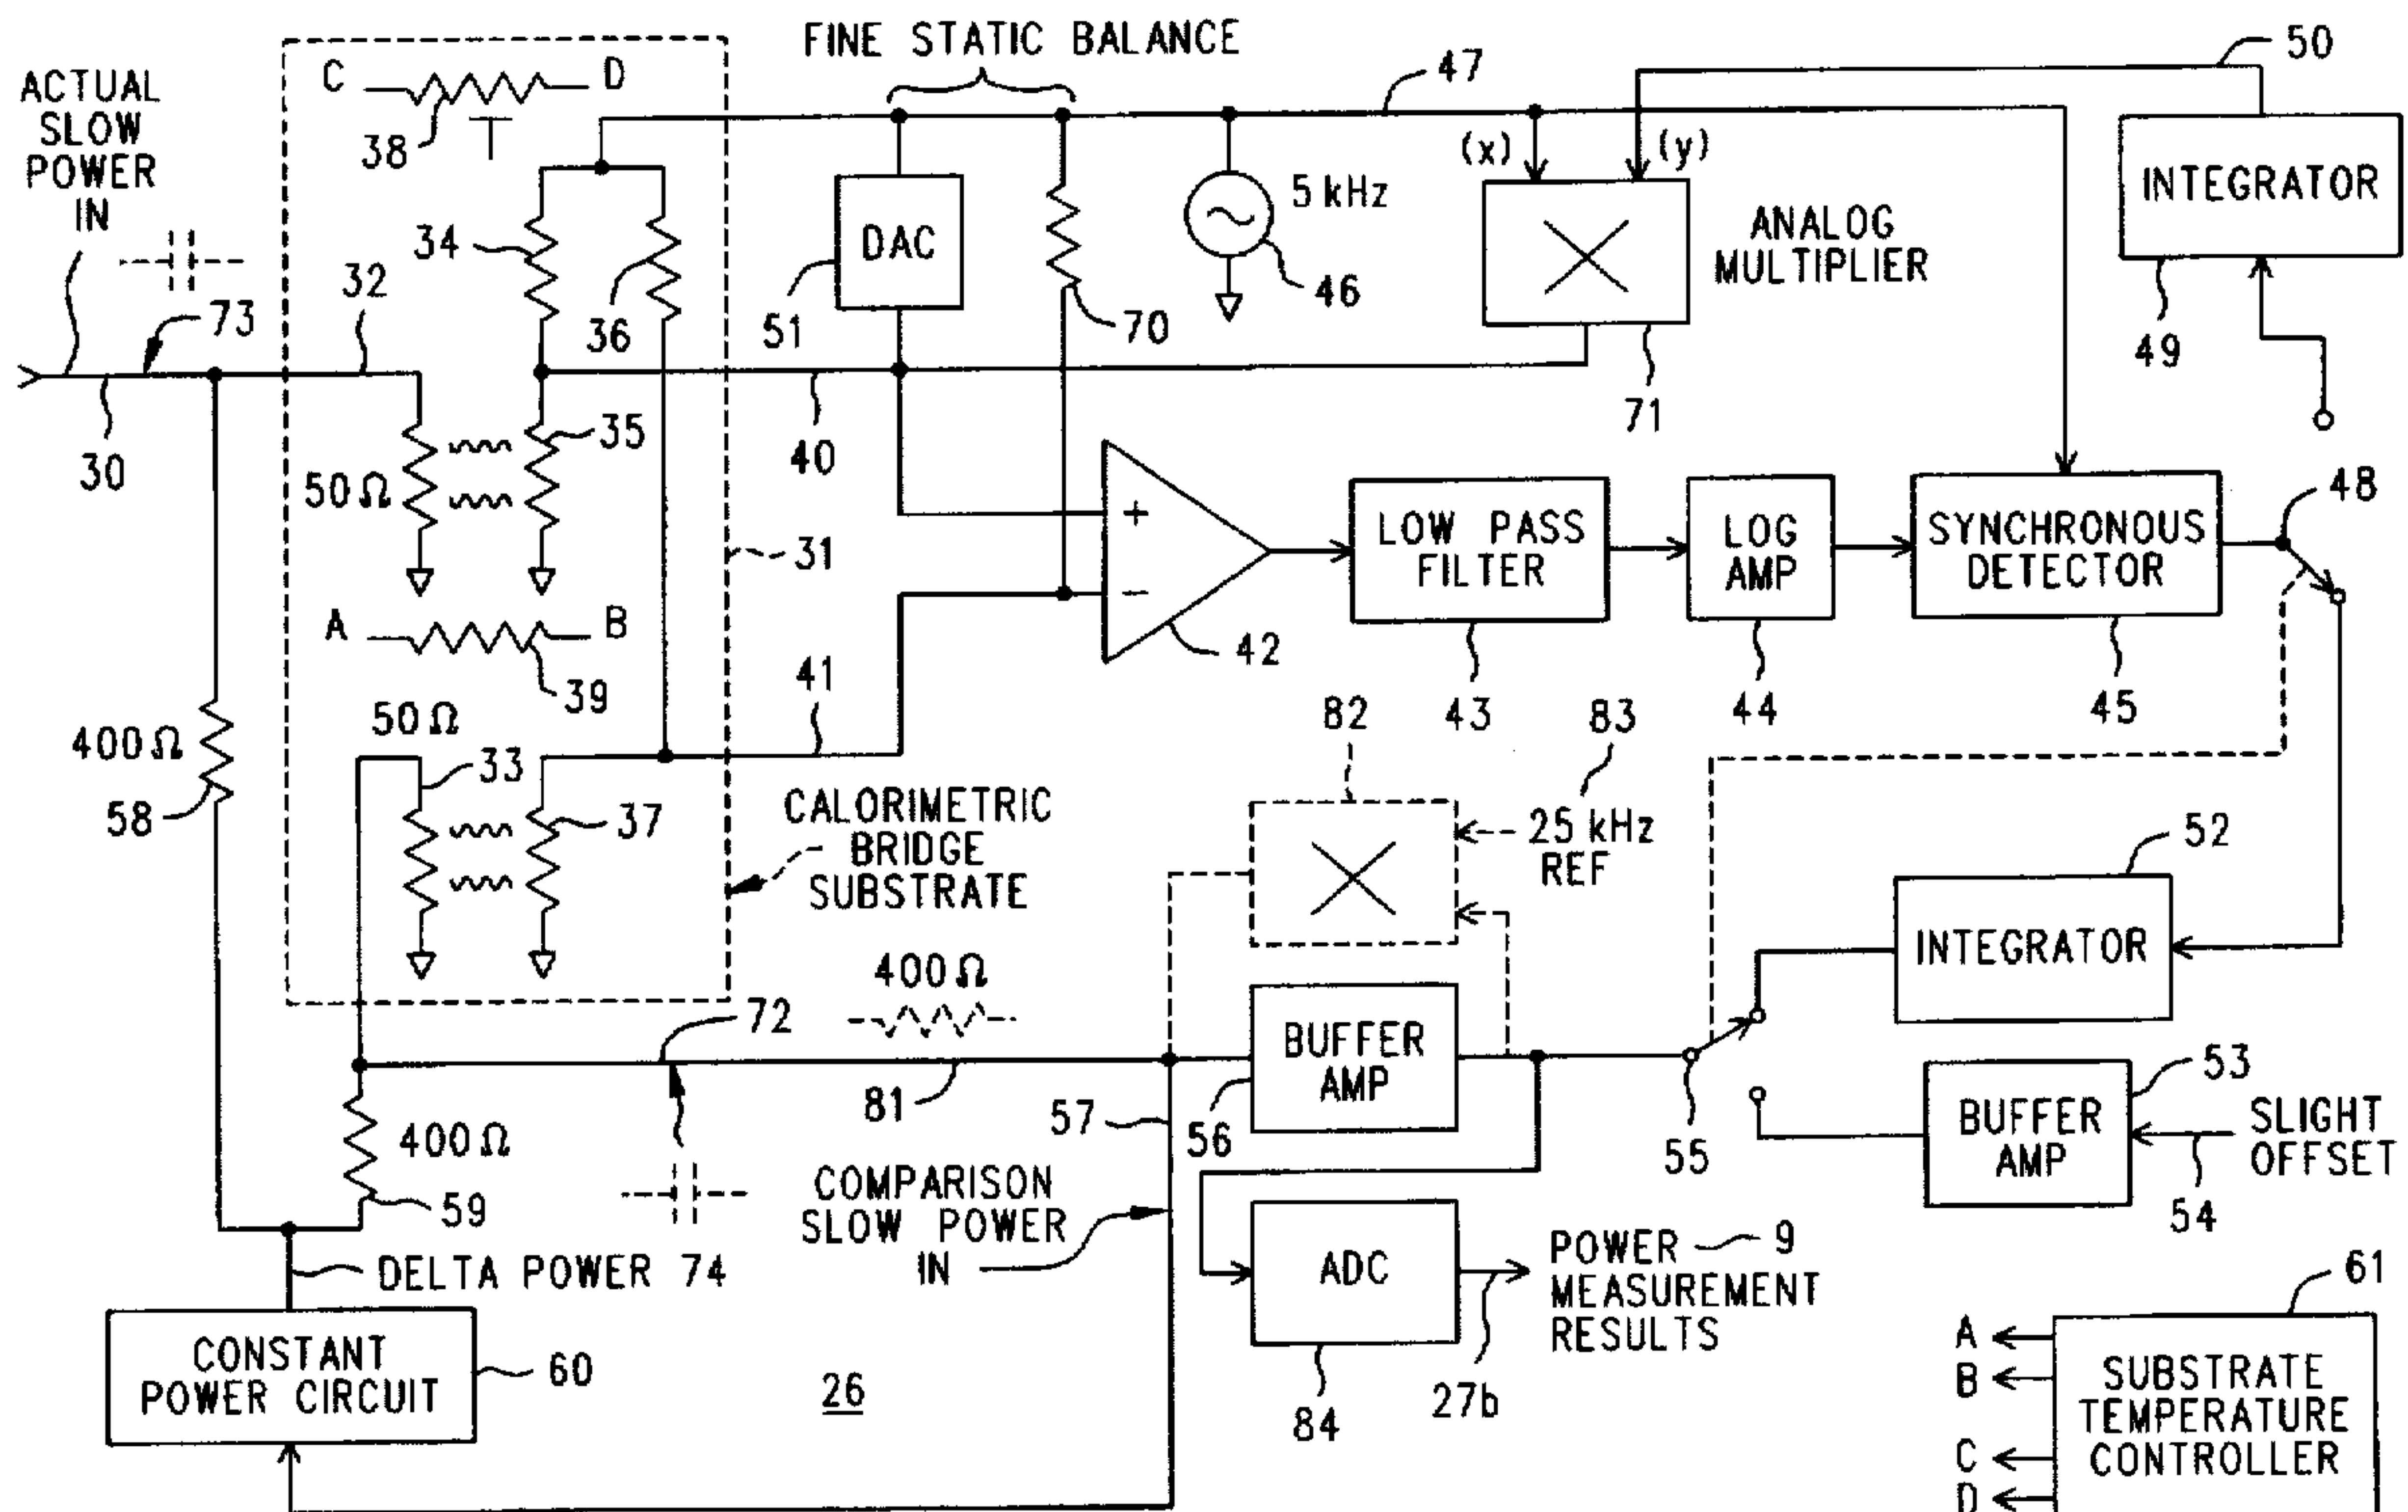 FINE STATIC BALANCE
ACTUAL
SLOW
POWER
IN
C
D
38
47
50
(x)
(y)
INTEGRATOR
49
34
36
DAC
51
70
5 kHz
46
ANALOG
MULTIPLIER
71
32
73
30
50Ω
35
40
31
A
B
39
+
−
42
LOW PASS
FILTER
43
LOG
AMP
44
SYNCHRONOUS
DETECTOR
45
48
41
50Ω
33
37
400Ω
58
CALORIMETRIC
BRIDGE
SUBSTRATE
82
83
25 kHz
REF
52
INTEGRATOR
400Ω
72
81
57
BUFFER
AMP
56
55
53
BUFFER
AMP
SLIGHT
OFFSET
54
400Ω
59
COMPARISON
SLOW POWER
IN
DELTA POWER 74
CONSTANT
POWER CIRCUIT
60
26
ADC
84
27b
POWER 9
MEASUREMENT
RESULTS
61
A
B
C
D
SUBSTRATE
TEMPERATURE
CONTROLLER